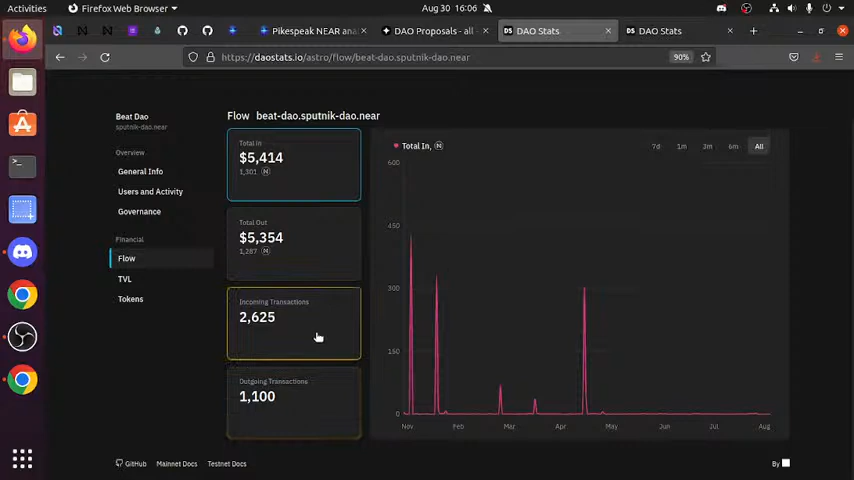 Activities
Firefox Web Browser
Aug 30 16:06
Pikespeak NEAR ana
DAO Proposals - all
DS DAO Stats
DS DAO Stats
https://daostats.io/astro/flow/beat-dao.sputnik-dao.near
90%
Beat Dao
sputnik-dao.near
Overview
General Info
Users and Activity
Governance
Financial
Flow
TVL
Tokens
Flow beat-dao.sputnik-dao.near
Total In
$5,414
1,301 N
Total Out
$5,354
1,287 N
Incoming Transactions
2,625
Outgoing Transactions
1,100
Total In, N
7d 1m 3m 6m All
600
450
300
150
0
Nov Feb Mar Apr May Jun Jul Aug
GitHub Mainnet Docs Testnet Docs
By